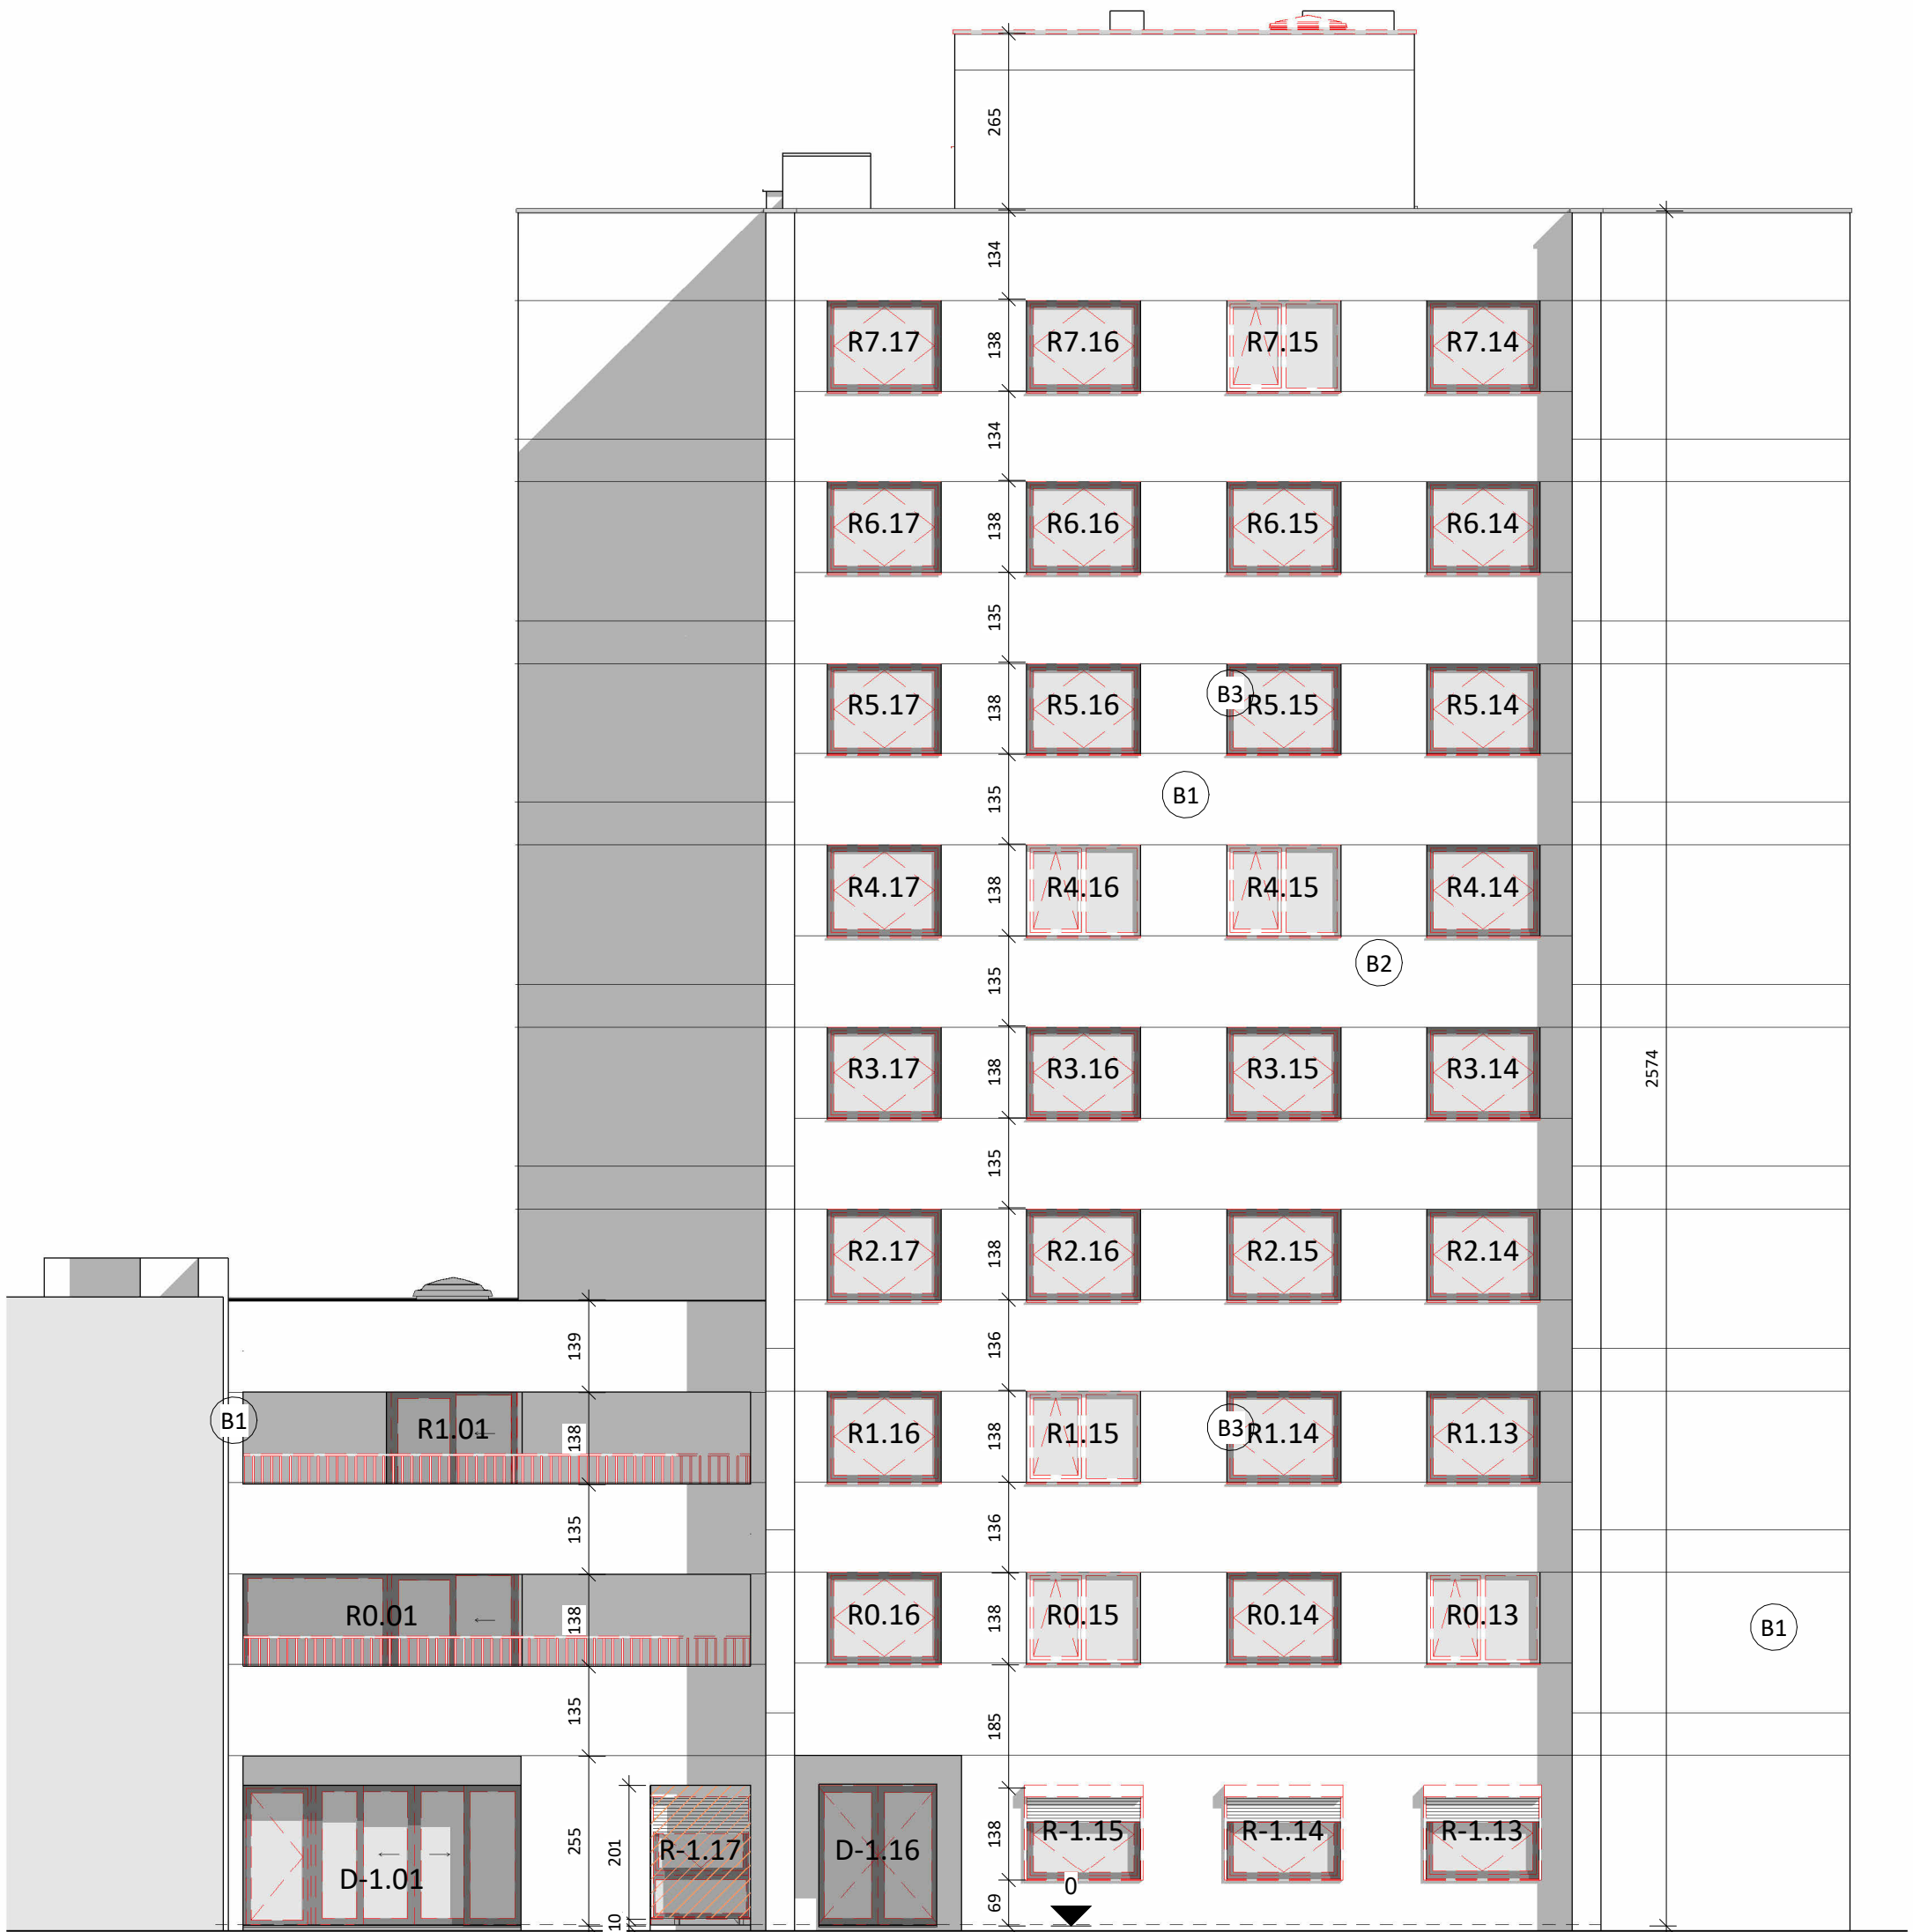 265
134
R7.17 138 R7.16 R7.15 R7.14
134
R6.17 138 R6.16 R6.15 R6.14
135
R5.17 138 R5.16 B3 R5.15 R5.14
135 B1
R4.17 138 R4.16 R4.15 R4.14
135 B2
R3.17 138 R3.16 R3.15 R3.14
2574
135
R2.17 138 R2.16 R2.15 R2.14
139 136
B1 R1.01 138 R1.16 138 R1.15 B3 R1.14 R1.13
135 136
R0.01 138 R0.16 138 R0.15 R0.14 R0.13
B1
135 185
D-1.01 255 201 R-1.17 D-1.16 138 R-1.15 R-1.14 R-1.13
10 69 0